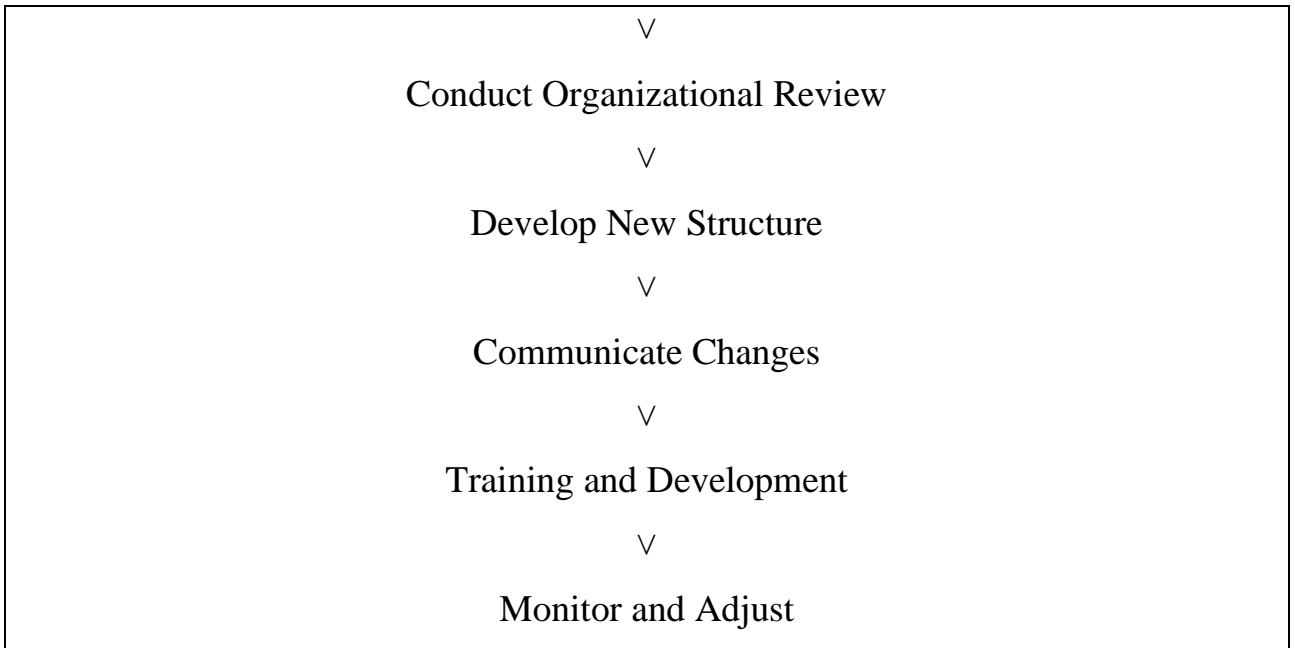 \/
Conduct Organizational Review
\/
Develop New Structure
\/
Communicate Changes
\/
Training and Development
\/
Monitor and Adjust